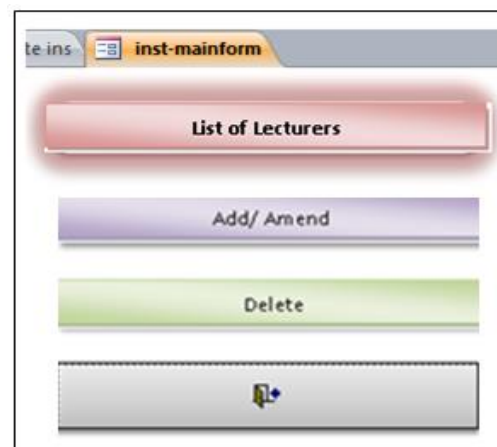 te ins inst-mainform
List of Lecturers
Add/ Amend
Delete